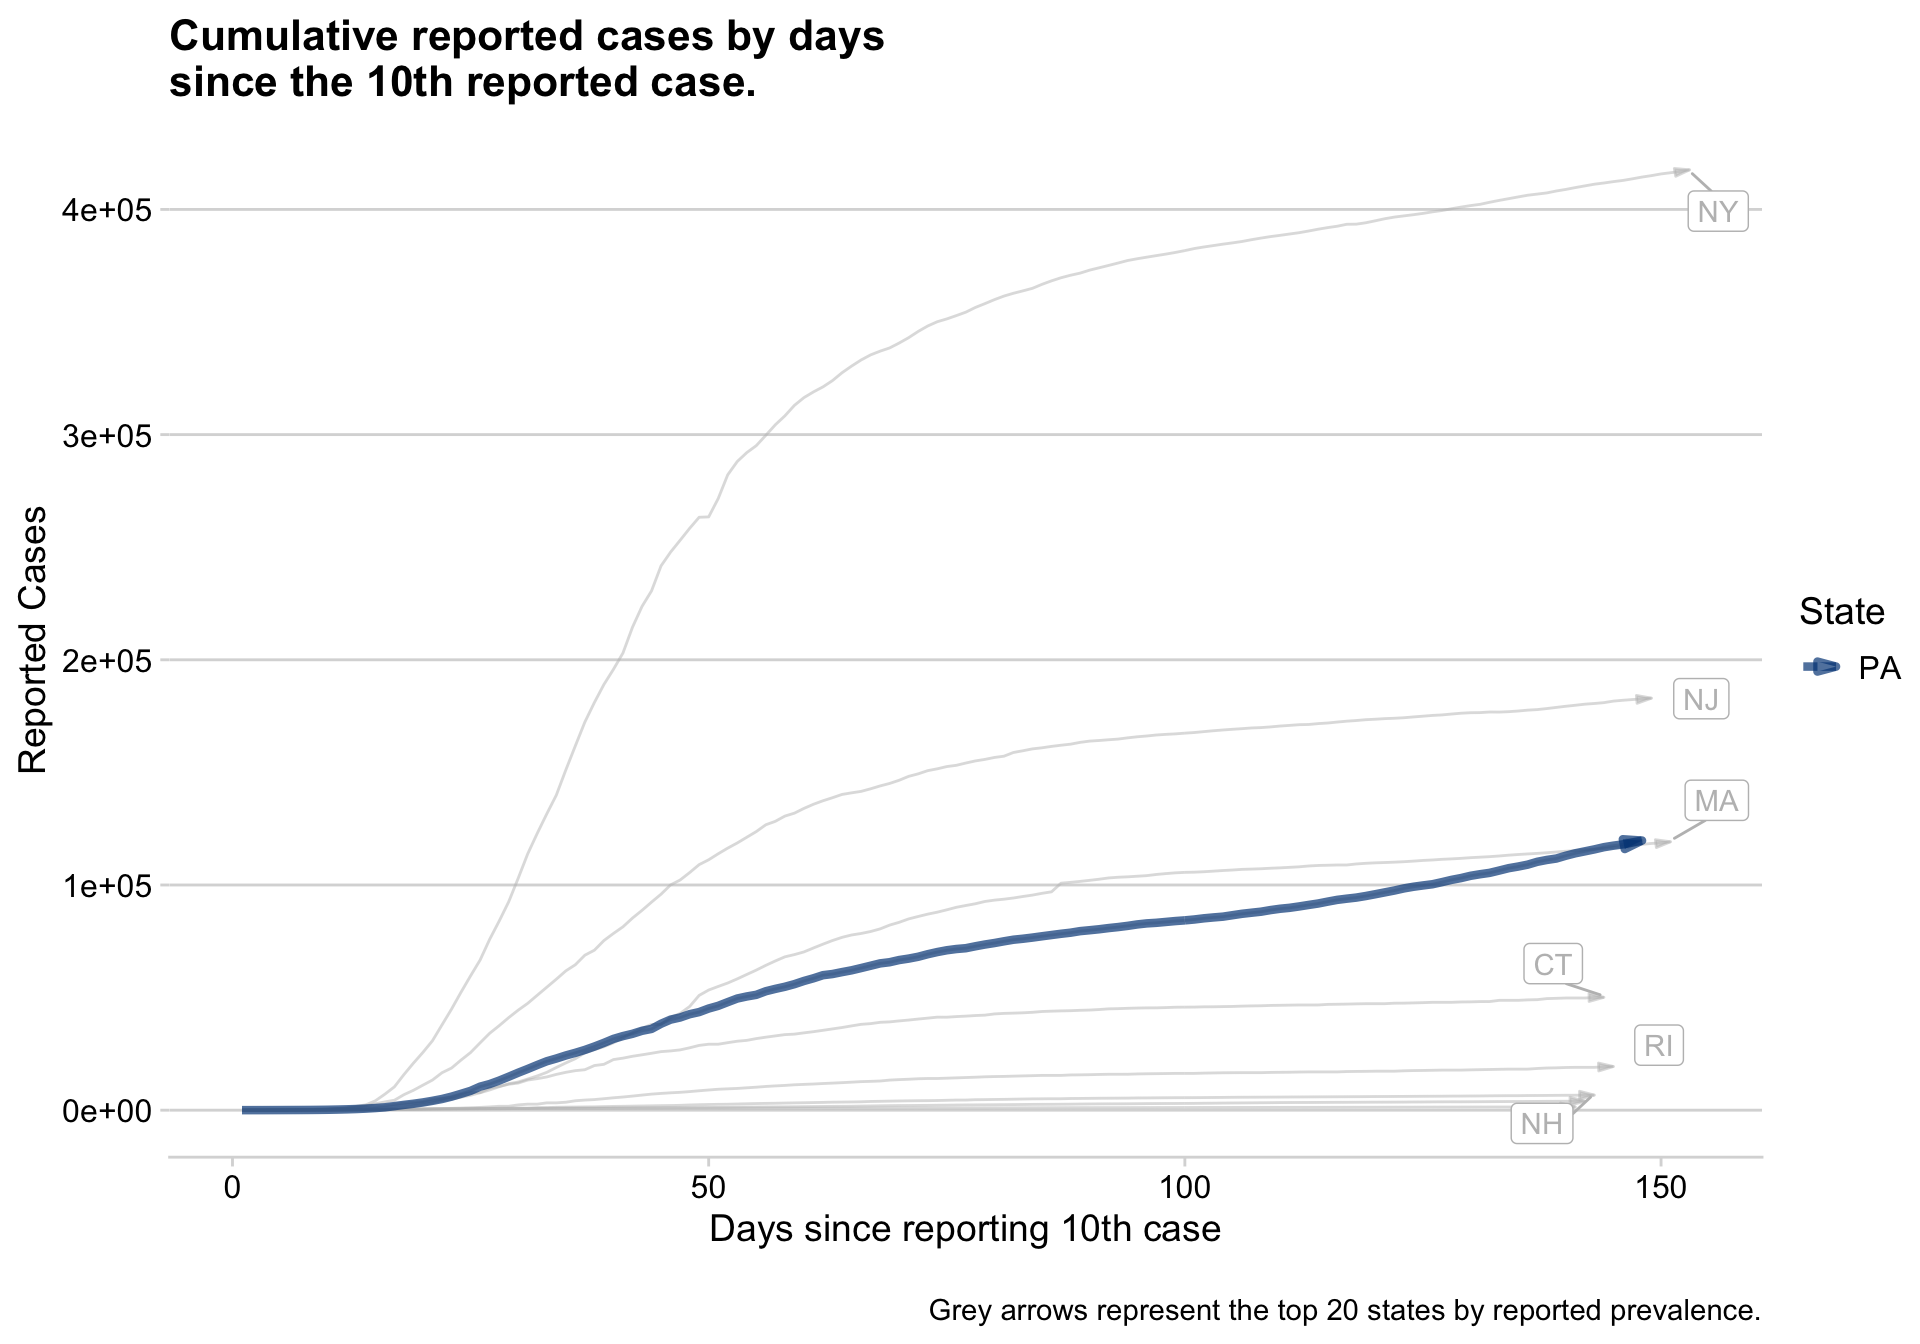 Cumulative reported cases by days
since the 10th reported case.
4e+05
3e+05
2e+05
1e+05
0e+00
Reported Cases
NY
NJ
MA
CT
RI
NH
State
PA
0
50
100
150
Days since reporting 10th case
Grey arrows represent the top 20 states by reported prevalence.